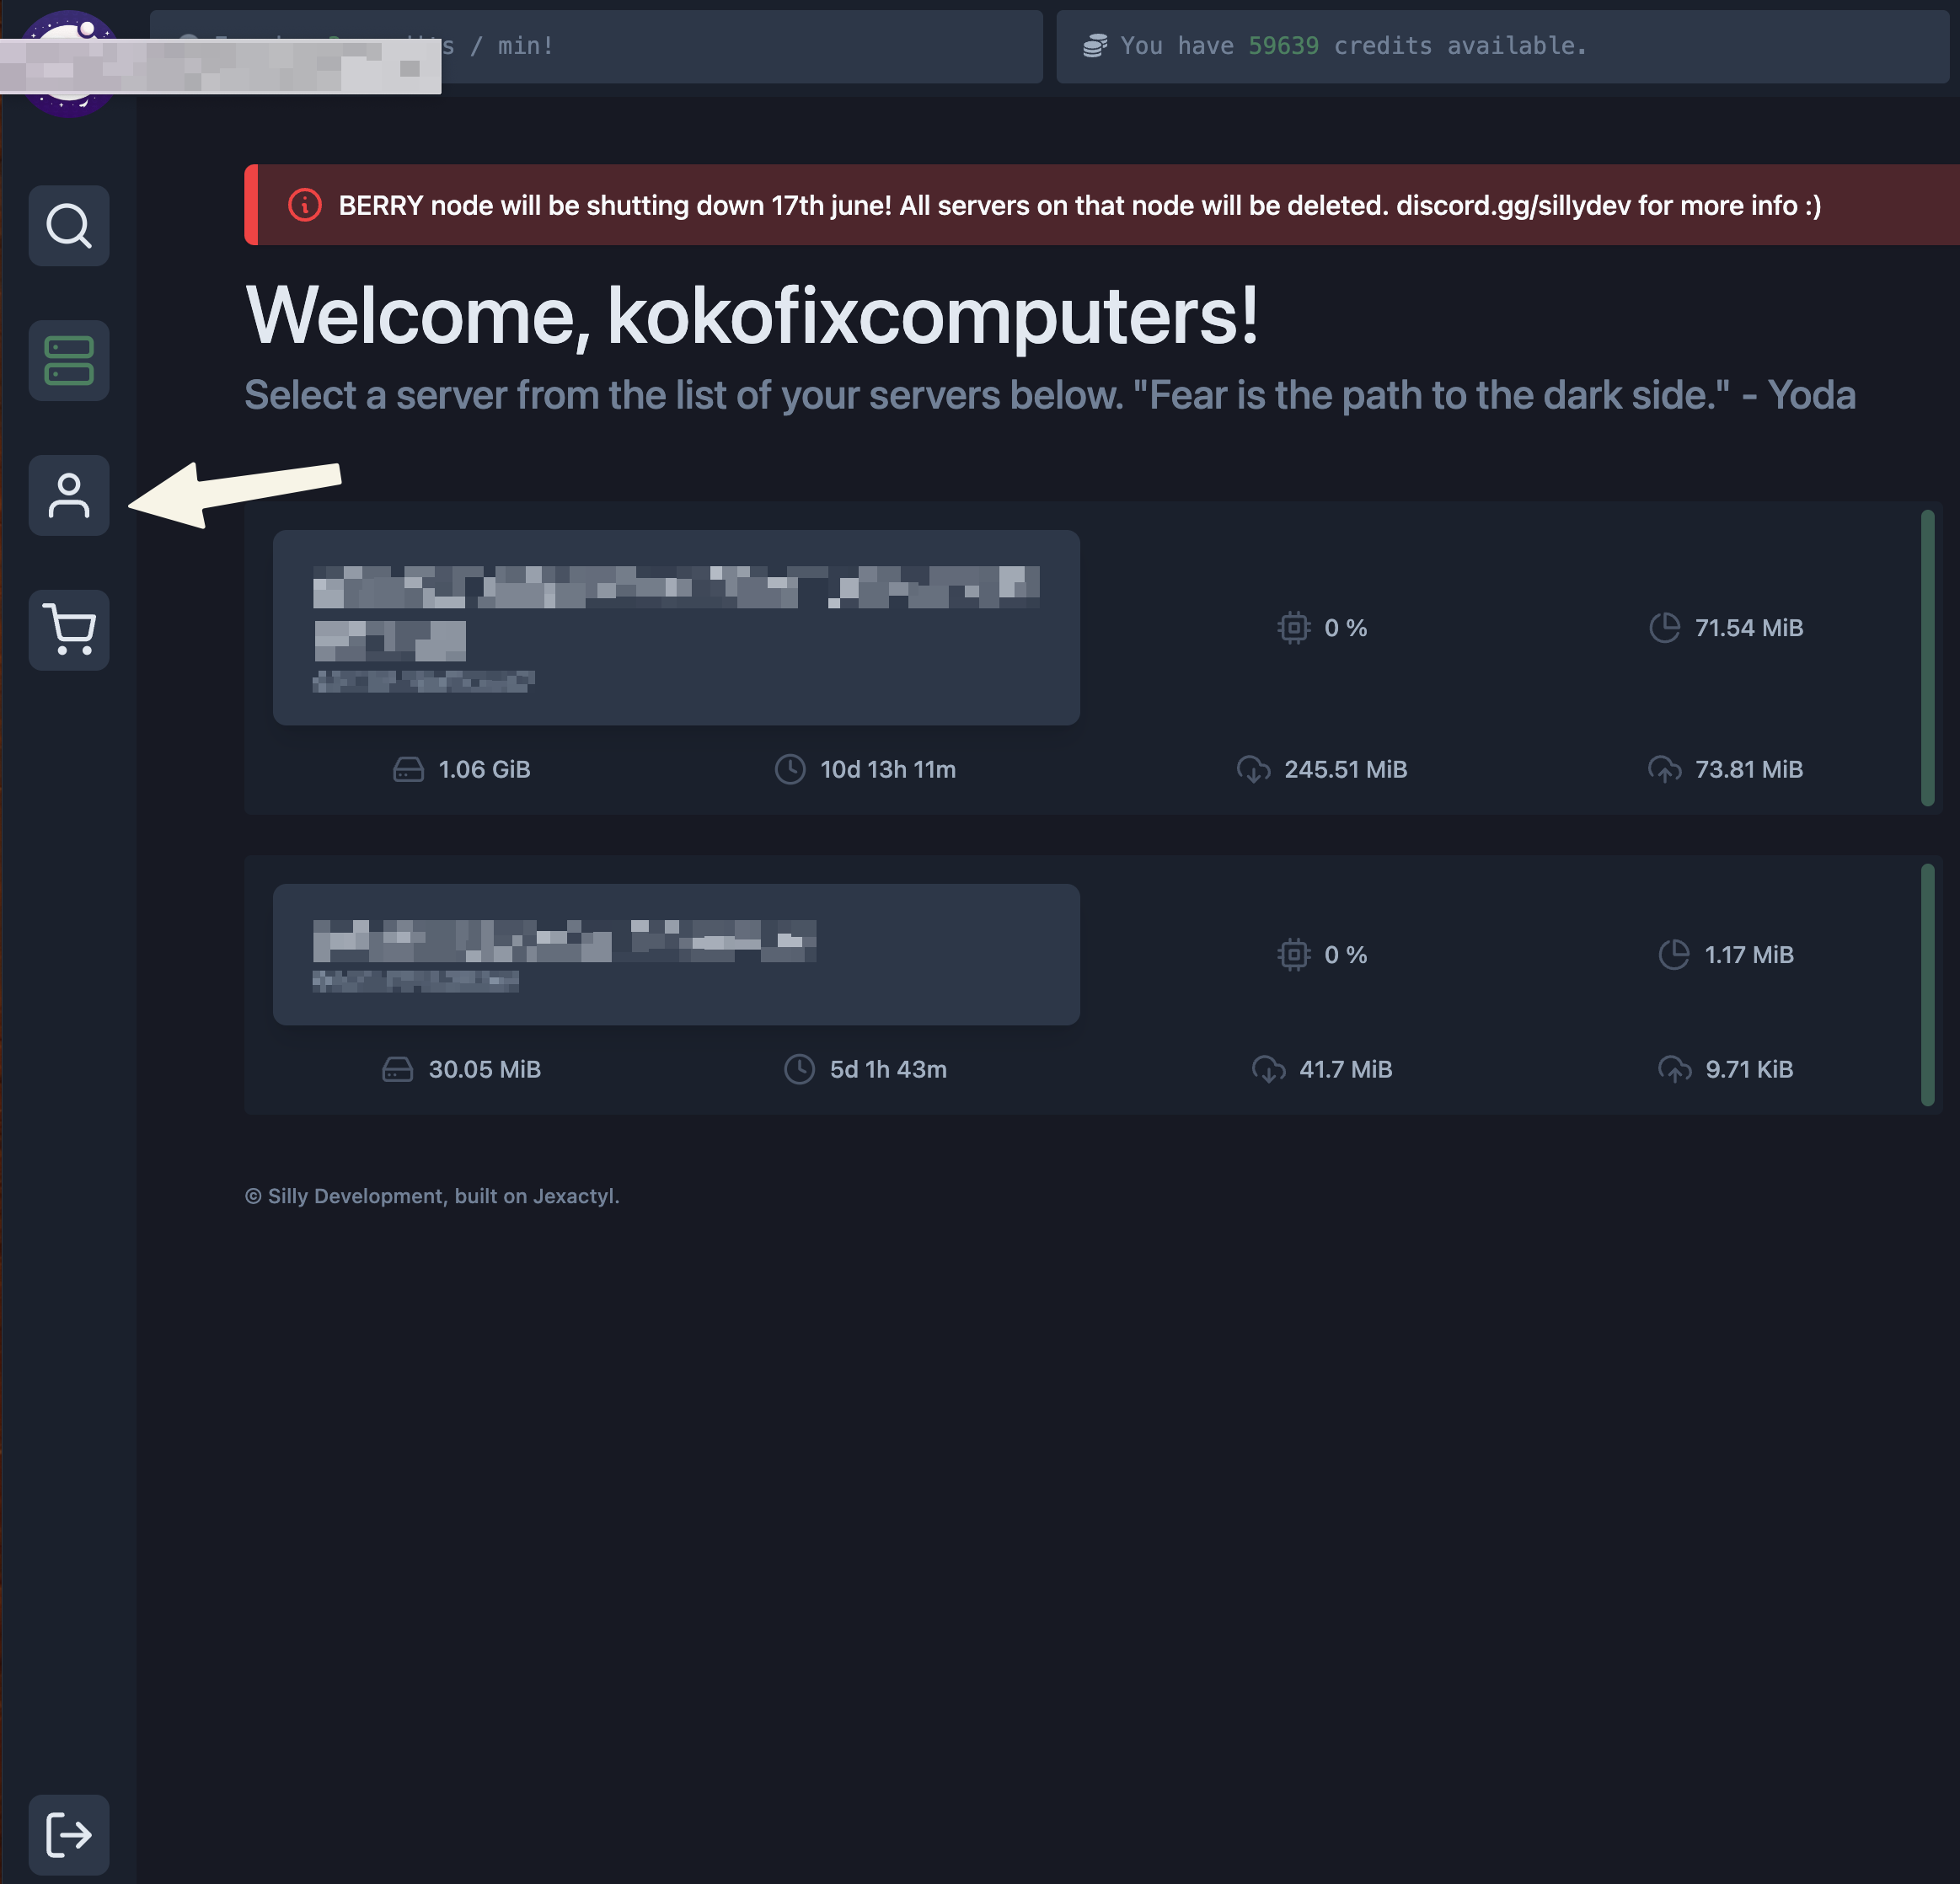 s / min!
You have 59639 credits available.
BERRY node will be shutting down 17th june! All servers on that node will be deleted. discord.gg/sillydev for more info :)
Welcome, kokofixcomputers!
Select a server from the list of your servers below. "Fear is the path to the dark side." - Yoda
0 %
71.54 MiB
1.06 GiB
10d 13h 11m
245.51 MiB
73.81 MiB
0 %
1.17 MiB
30.05 MiB
5d 1h 43m
41.7 MiB
9.71 KiB
© Silly Development, built on Jexactyl.